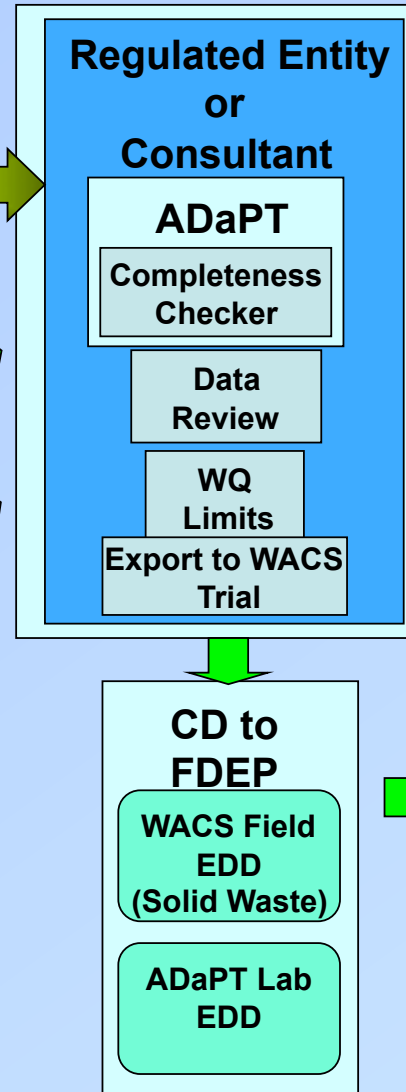 Regulated Entity
or
Consultant
ADaPT
Completeness
Checker
Data
Review
WQ
Limits
Export to WACS
Trial
CD to
FDEP
WACS Field
EDD
(Solid Waste)
ADaPT Lab
EDD